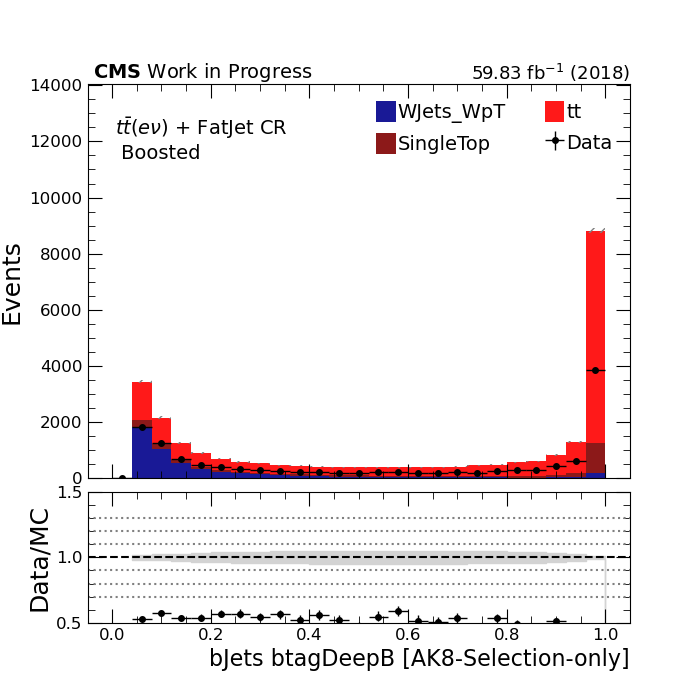 CMS Work in Progress 59.83 fb⁻¹ (2018)
14000
12000
10000
8000
6000
4000
2000
0
Events
tt̄(eν) + FatJet CR
Boosted
WJets_WpT tt
SingleTop Data
1.5
1.0
0.5
Data/MC
0.0 0.2 0.4 0.6 0.8 1.0
bJets btagDeepB [AK8-Selection-only]